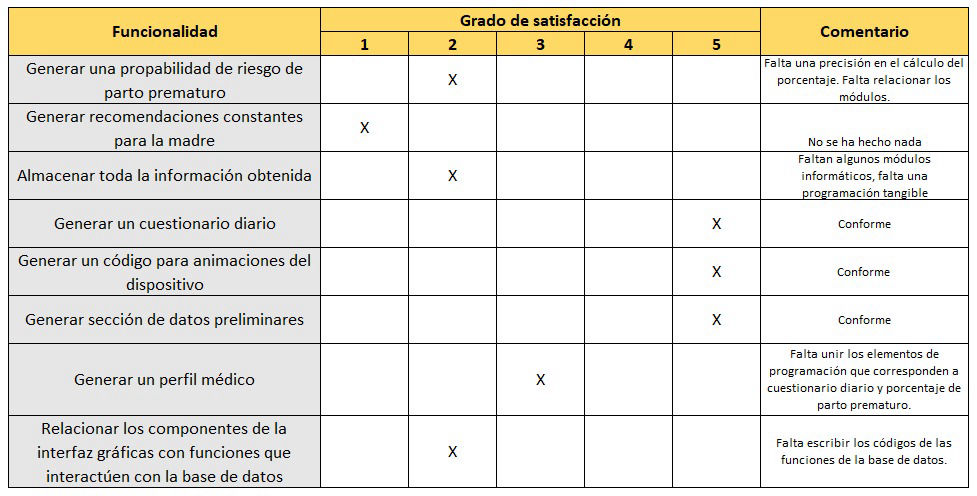 Funcionalidad
Grado de satisfacción
Comentario
1 2 3 4 5
Generar una propabilidad de riesgo de
parto prematuro
X
Falta una precisión en el cálculo del
porcentaje. Falta relacionar los
módulos.
Generar recomendaciones constantes
para la madre
X
No se ha hecho nada
Almacenar toda la información obtenida
X
Faltan algunos módulos
informáticos, falta una
programación tangible
Generar un cuestionario diario
X
Conforme
Generar un código para animaciones del
dispositivo
X
Conforme
Generar sección de datos preliminares
X
Conforme
Generar un perfil médico
X
Falta unir los elementos de
programación que corresponden a
cuestionario diario y porcentaje de
parto prematuro.
Relacionar los componentes de la
interfaz gráficas con funciones que
interactúen con la base de datos
X
Falta escribir los códigos de las
funciones de la base de datos.